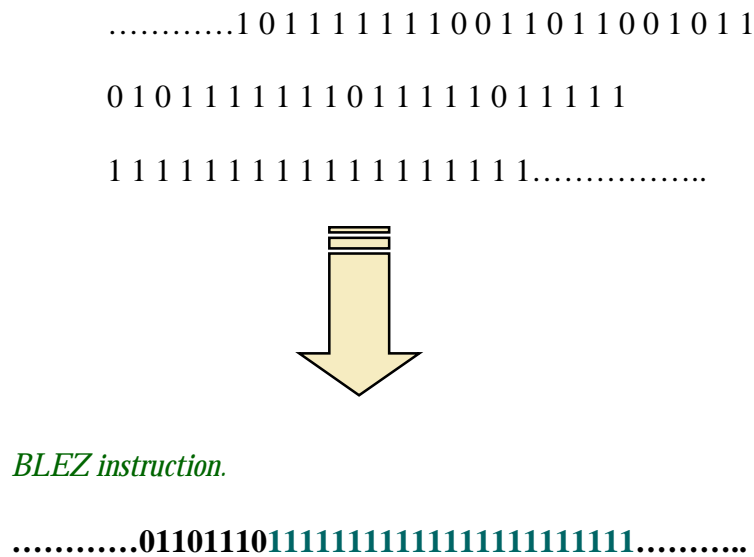 …………1 0 1 1 1 1 1 1 1 0 0 1 1 0 1 1 0 0 1 0 1 1
0 1 0 1 1 1 1 1 1 1 0 1 1 1 1 1 0 1 1 1 1 1
1 1 1 1 1 1 1 1 1 1 1 1 1 1 1 1 1 1……………..
BLEZ instruction.
…………01101110111111111111111111111111………..